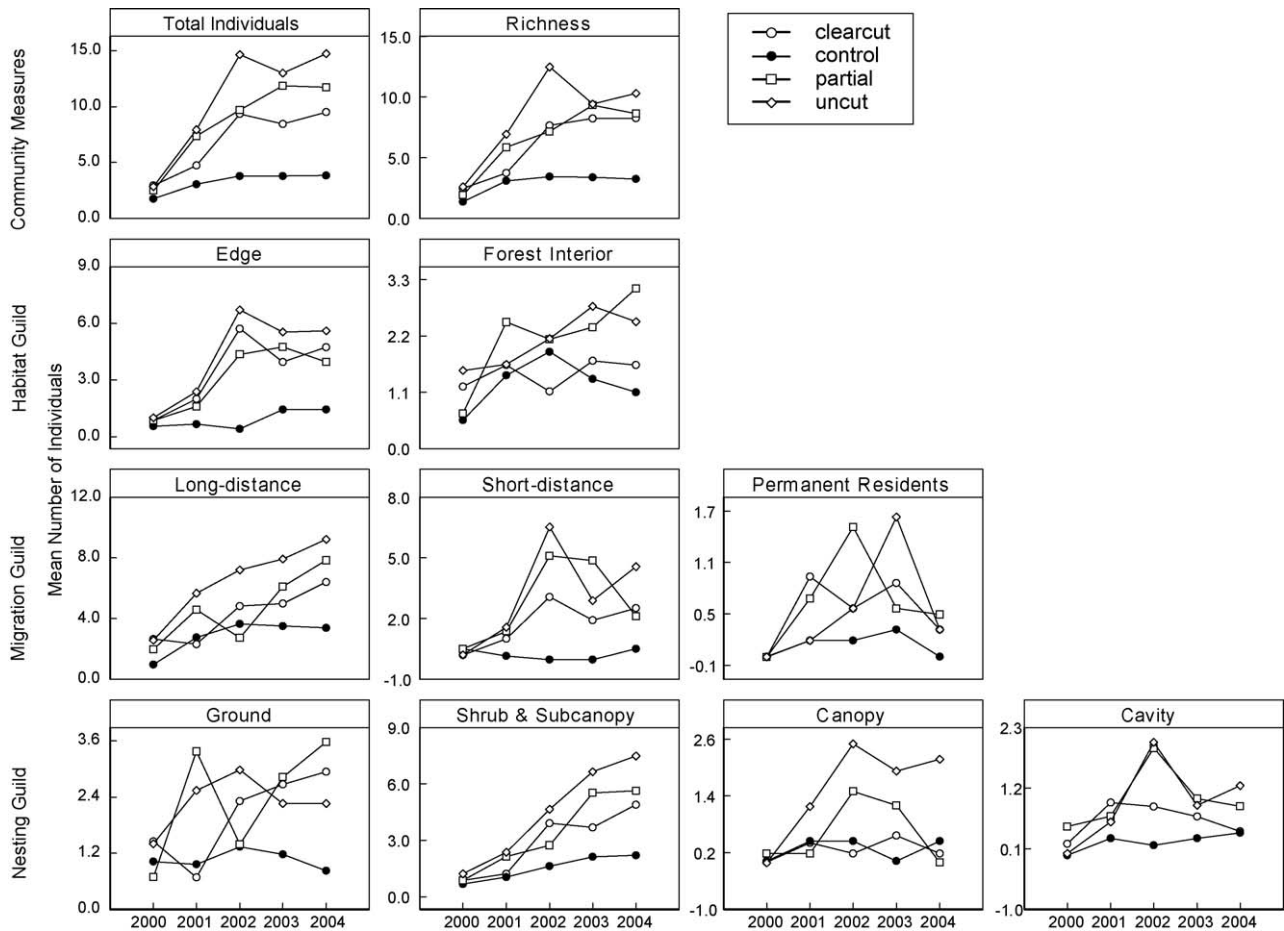 Total Individuals
Richness
clearcut
control
partial
uncut
Community Measures
15.0
10.0
5.0
0.0
15.0
10.0
5.0
0.0
Mean Number of Individuals
Habitat Guild
Edge
Forest Interior
9.0
6.0
3.0
0.0
3.3
2.2
1.1
0.0
Migration Guild
Long-distance
Short-distance
Permanent Residents
12.0
8.0
4.0
0.0
8.0
5.0
2.0
-1.0
1.7
1.1
0.5
-0.1
Nesting Guild
Ground
Shrub & Subcanopy
Canopy
Cavity
3.6
2.4
1.2
0.0
9.0
6.0
3.0
0.0
2.6
1.4
0.2
-1.0
2.3
1.2
0.1
-1.0
2000 2001 2002 2003 2004
2000 2001 2002 2003 2004
2000 2001 2002 2003 2004
2000 2001 2002 2003 2004